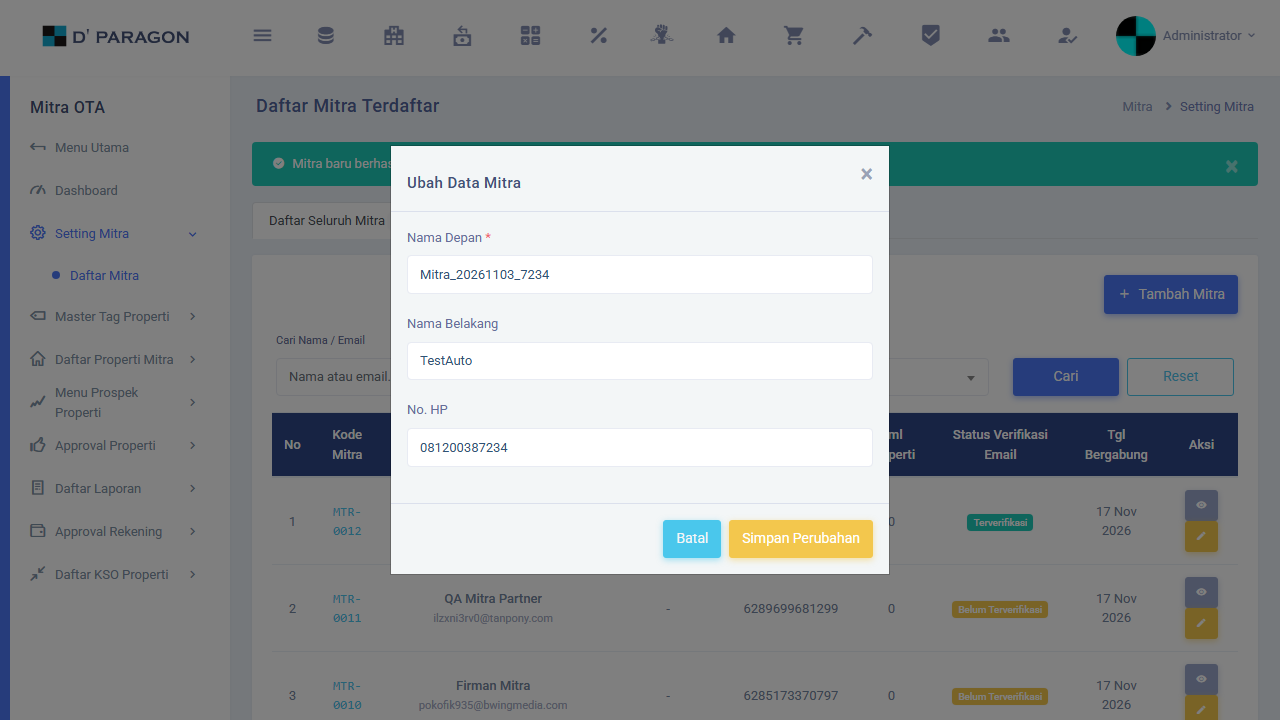 D' PARAGON
Administrator
Mitra OTA
Menu Utama
Dashboard
Setting Mitra
Daftar Mitra
Master Tag Properti
Daftar Properti Mitra
Menu Prospek
Properti
Approval Properti
Daftar Laporan
Approval Rekening
Daftar KSO Properti
Daftar Mitra Terdaftar
Mitra > Setting Mitra
Mitra baru berhas
Daftar Seluruh Mitra
+ Tambah Mitra
Cari Nama / Email
Nama atau email.
Cari
Reset
Ubah Data Mitra
×
Nama Depan *
Mitra_20261103_7234
Nama Belakang
TestAuto
No. HP
081200387234
Batal
Simpan Perubahan
No
Kode
Mitra
ml
perti
Status Verifikasi
Email
Tgl
Bergabung
Aksi
1
MTR-
0012
0
Terverifikasi
17 Nov
2026
2
MTR-
0011
QA Mitra Partner
ilzxni3rv0@tanpony.com
-
6289699681299
0
Belum Terverifikasi
17 Nov
2026
3
MTR-
0010
Firman Mitra
pokofik935@bwingmedia.com
-
6285173370797
0
Belum Terverifikasi
17 Nov
2026